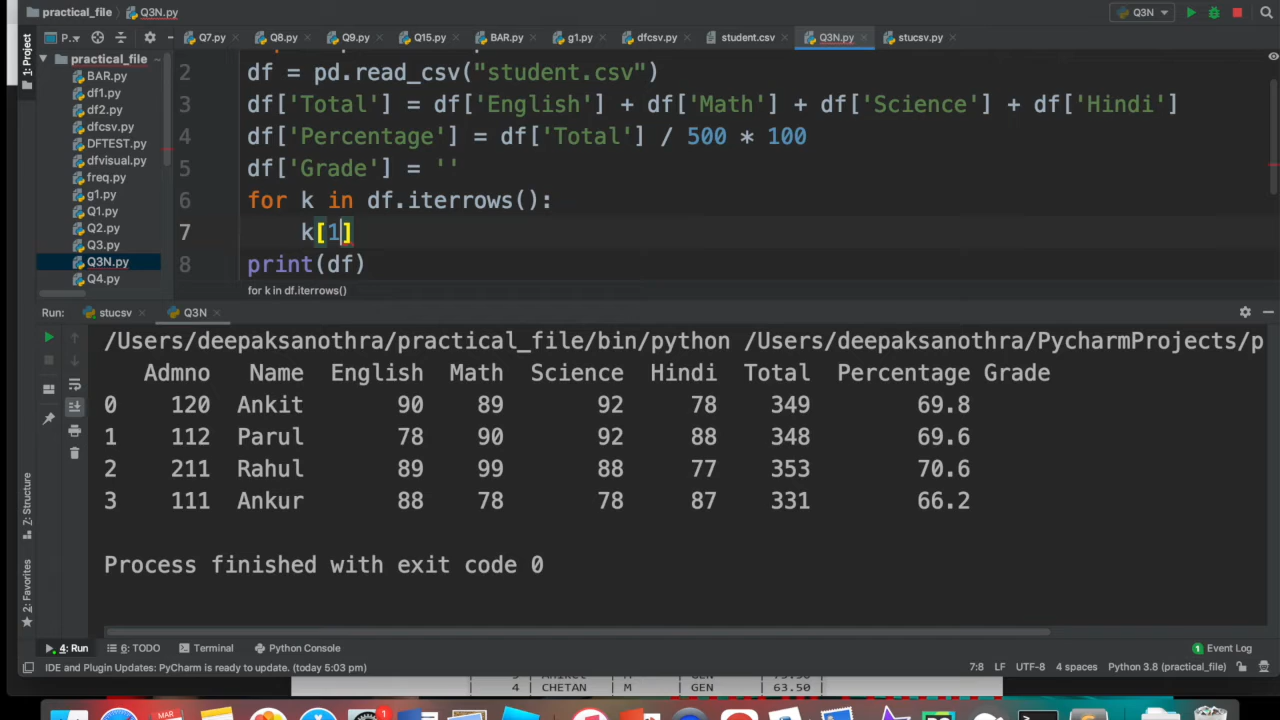 practical_file Q3N.py Q3N
P.. Q7.py Q8.py Q9.py Q15.py BAR.py g1.py dfcsv.py student.csv Q3N.py stucsv.py
1: Project
practical_file
BAR.py
df1.py
df2.py
dfcsv.py
DFTEST.py
dfvisual.py
freq.py
g1.py
Q1.py
Q2.py
Q3.py
Q3N.py
Q4.py
2 df = pd.read_csv("student.csv")
3 df['Total'] = df['English'] + df['Math'] + df['Science'] + df['Hindi']
4 df['Percentage'] = df['Total'] / 500 * 100
5 df['Grade'] = ''
6 for k in df.iterrows():
7 k[1]
8 print(df)
for k in df.iterrows()
Run: stucsv Q3N
/Users/deepaksanothra/practical_file/bin/python /Users/deepaksanothra/PycharmProjects/p
Admno Name English Math Science Hindi Total Percentage Grade
0 120 Ankit 90 89 92 78 349 69.8
1 112 Parul 78 90 92 88 348 69.6
2 211 Rahul 89 99 88 77 353 70.6
3 111 Ankur 88 78 78 87 331 66.2
Process finished with exit code 0
Z: Structure
2: Favorites
4: Run 6: TODO Terminal Python Console 1 Event Log
IDE and Plugin Updates: PyCharm is ready to update. (today 5:03 pm) 7:8 LF UTF-8 4 spaces Python 3.8 (practical_file)
4 CHETAN M GEN 63.50
MAR 1